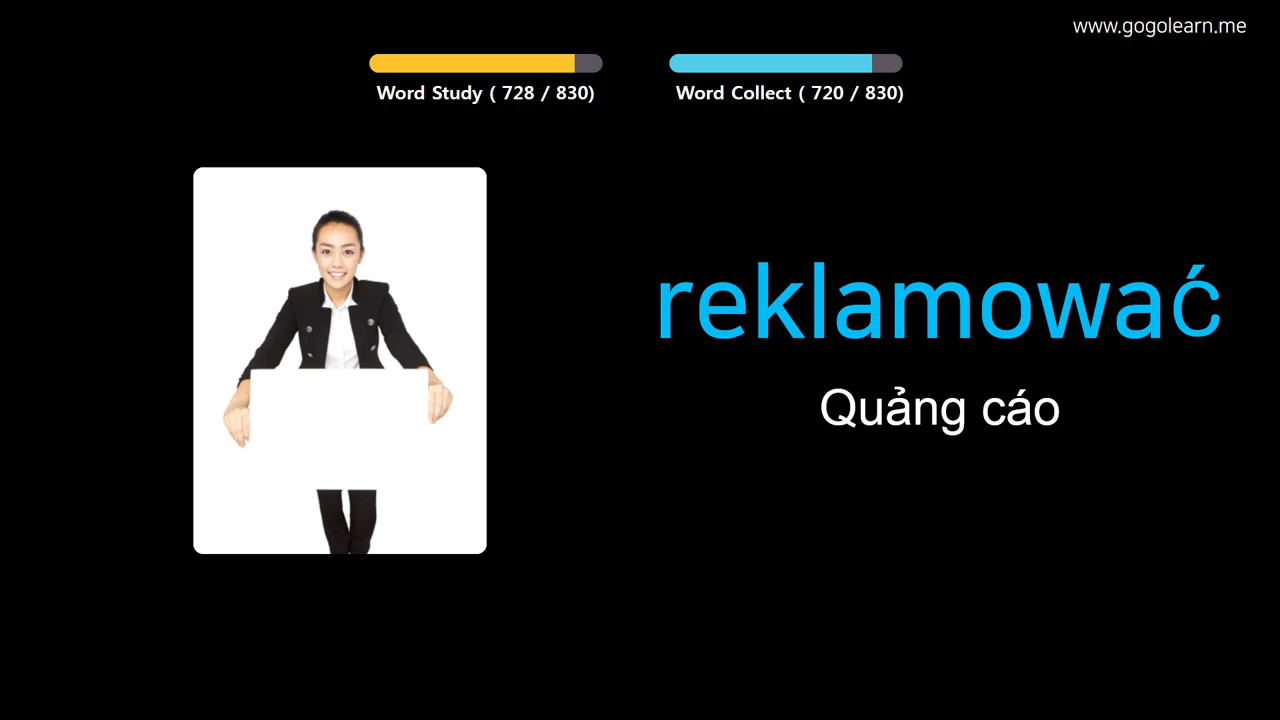 www.gogolearn.me
Word Study ( 728 / 830)
Word Collect ( 720 / 830)
reklamować
Quảng cáo